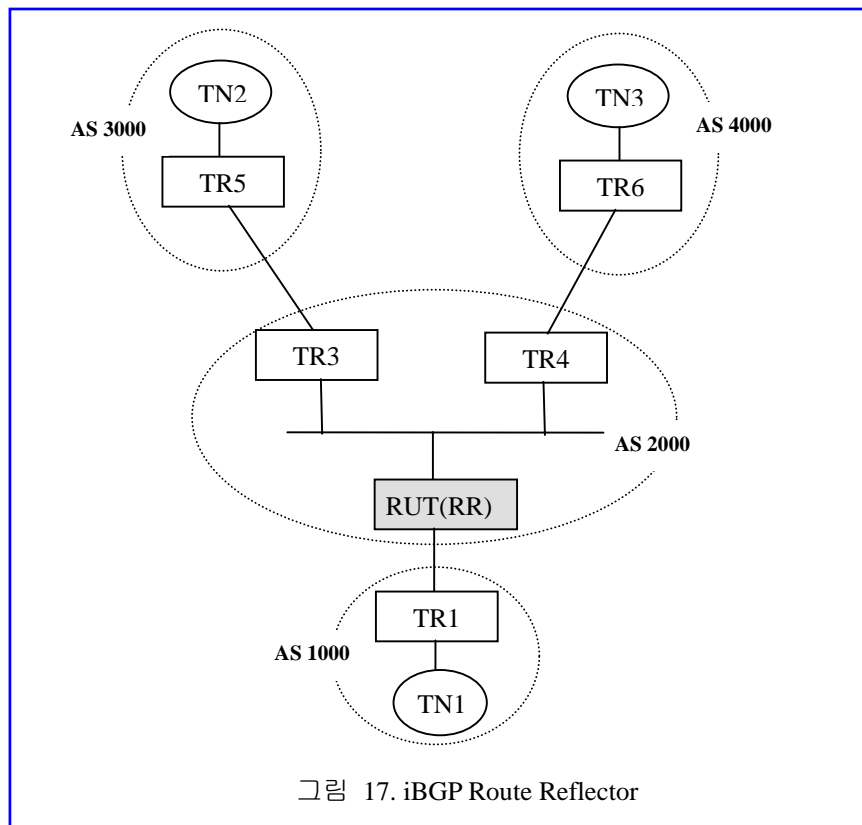 TN2
TN3
AS 3000
AS 4000
TR5
TR6
TR3
TR4
AS 2000
RUT(RR)
TR1
AS 1000
TN1
그림 17. iBGP Route Reflector